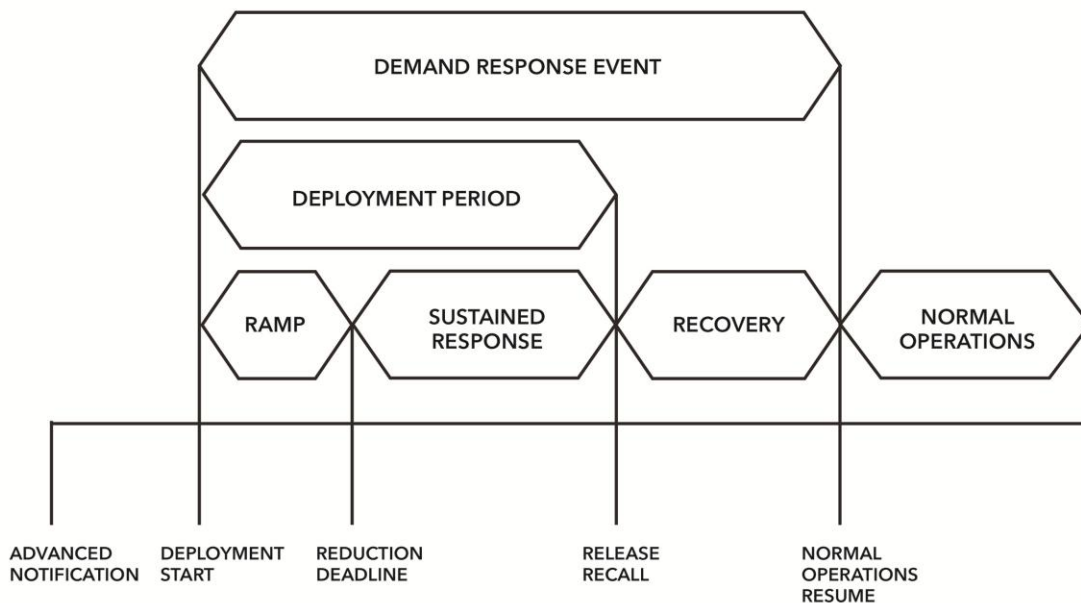 DEMAND RESPONSE EVENT
DEPLOYMENT PERIOD
RAMP
SUSTAINED
RESPONSE
RECOVERY
NORMAL
OPERATIONS
ADVANCED
NOTIFICATION
DEPLOYMENT
START
REDUCTION
DEADLINE
RELEASE
RECALL
NORMAL
OPERATIONS
RESUME